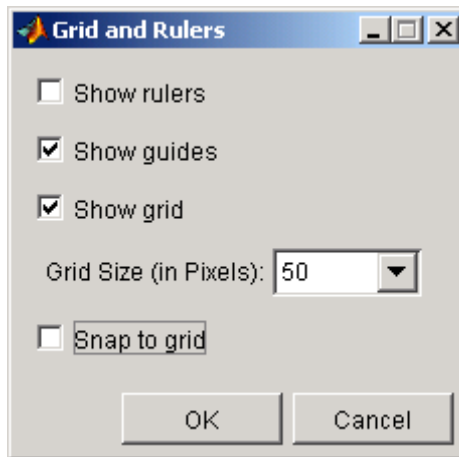 Grid and Rulers
Show rulers
Show guides
Show grid
Grid Size (in Pixels): 50
Snap to grid
OK Cancel